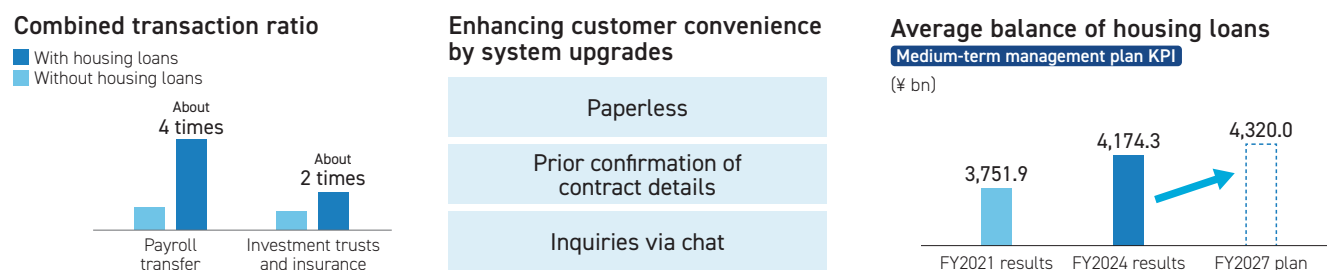 Combined transaction ratio
With housing loans
Without housing loans
About
4 times
About
2 times
Payroll
transfer
Investment trusts
and insurance
Enhancing customer convenience
by system upgrades
Paperless
Prior confirmation of
contract details
Inquiries via chat
Average balance of housing loans
Medium-term management plan KPI
(¥ bn)
3,751.9
4,174.3
4,320.0
FY2021 results
FY2024 results
FY2027 plan